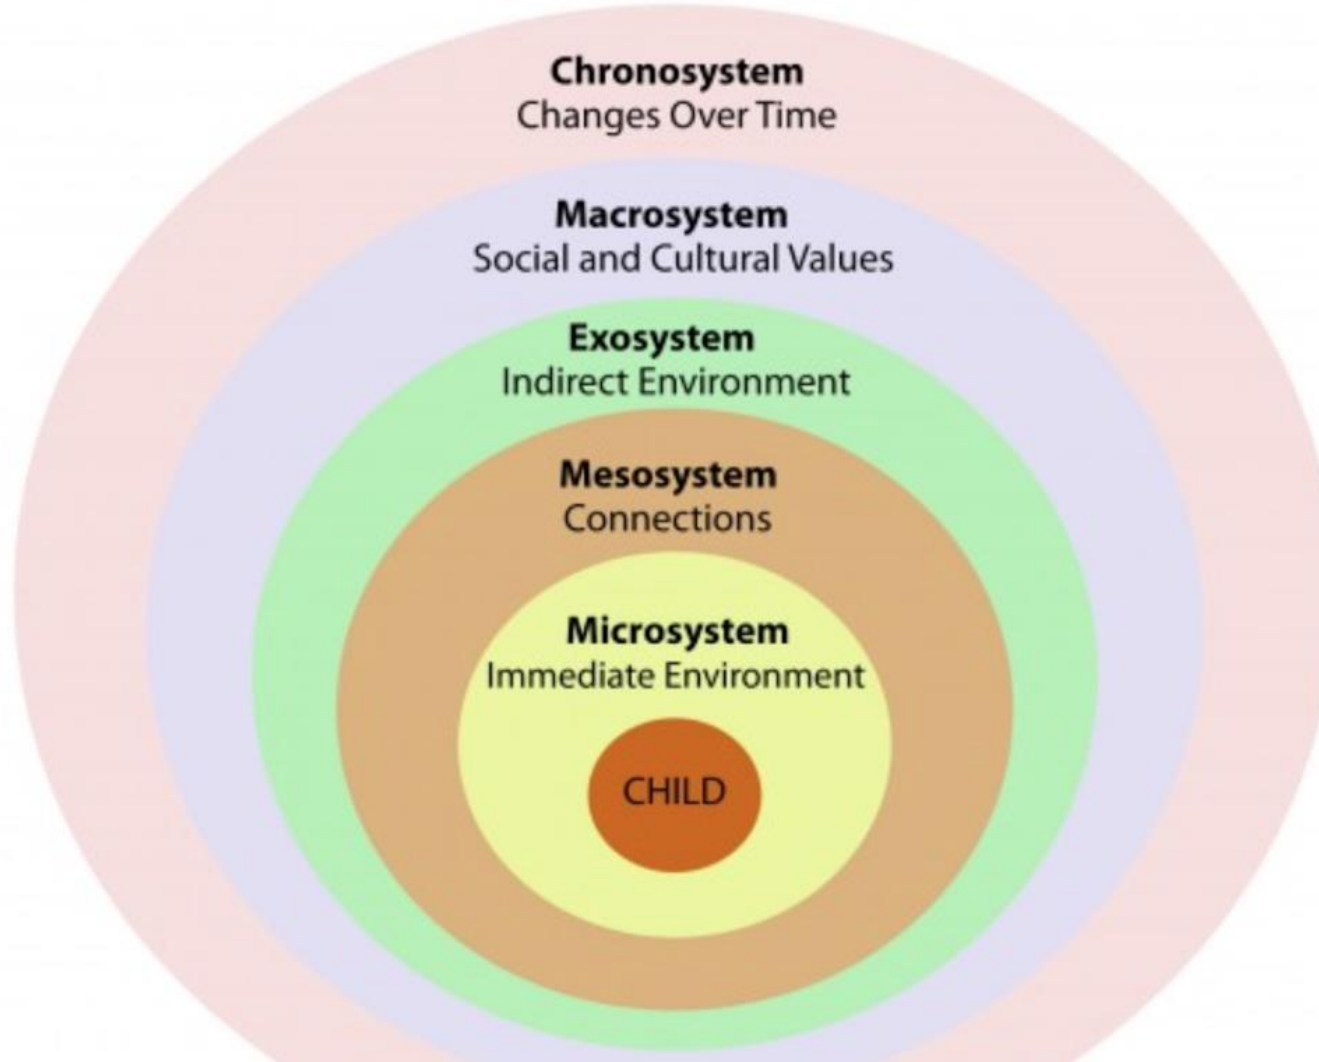 Chronosystem
Changes Over Time
Macrosystem
Social and Cultural Values
Exosystem
Indirect Environment
Mesosystem
Connections
Microsystem
Immediate Environment
CHILD